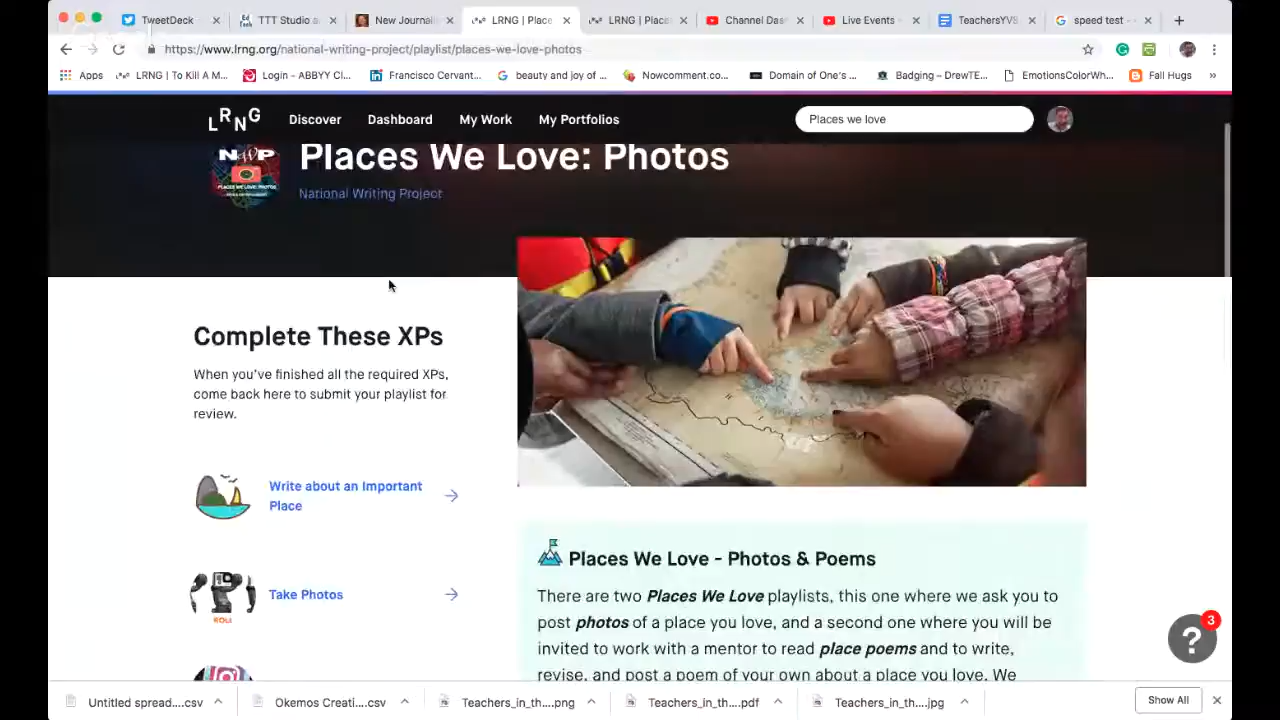 TweetDeck × TTT Studio a × New Journali × LRNG | Place × LRNG | Plac × Channel Das × Live Events - × TeachersYVS × speed test - × +
https://www.lrng.org/national-writing-project/playlist/places-we-love-photos
Apps LRNG | To Kill A M... Login - ABBYY Cl... Francisco Cervant... beauty and joy of ... Nowcomment.co... Domain of One's ... Badging – DrewTE... EmotionsColorWh... Fall Hugs »
LRNG Discover Dashboard My Work My Portfolios Places we love
NWP Places We Love: Photos
PLACES WE LOVE: PHOTOS
National Writing Project
Complete These XPs
When you've finished all the required XPs,
come back here to submit your playlist for
review.
Write about an Important
Place
Take Photos
ROLL
Places We Love - Photos & Poems
There are two Places We Love playlists, this one where we ask you to
post photos of a place you love, and a second one where you will be
invited to work with a mentor to read place poems and to write,
revise, and post a poem of your own about a place you love. We
? 3
Untitled spread....csv Okemos Creati....csv Teachers_in_th....png Teachers_in_th....pdf Teachers_in_th....jpg Show All ×